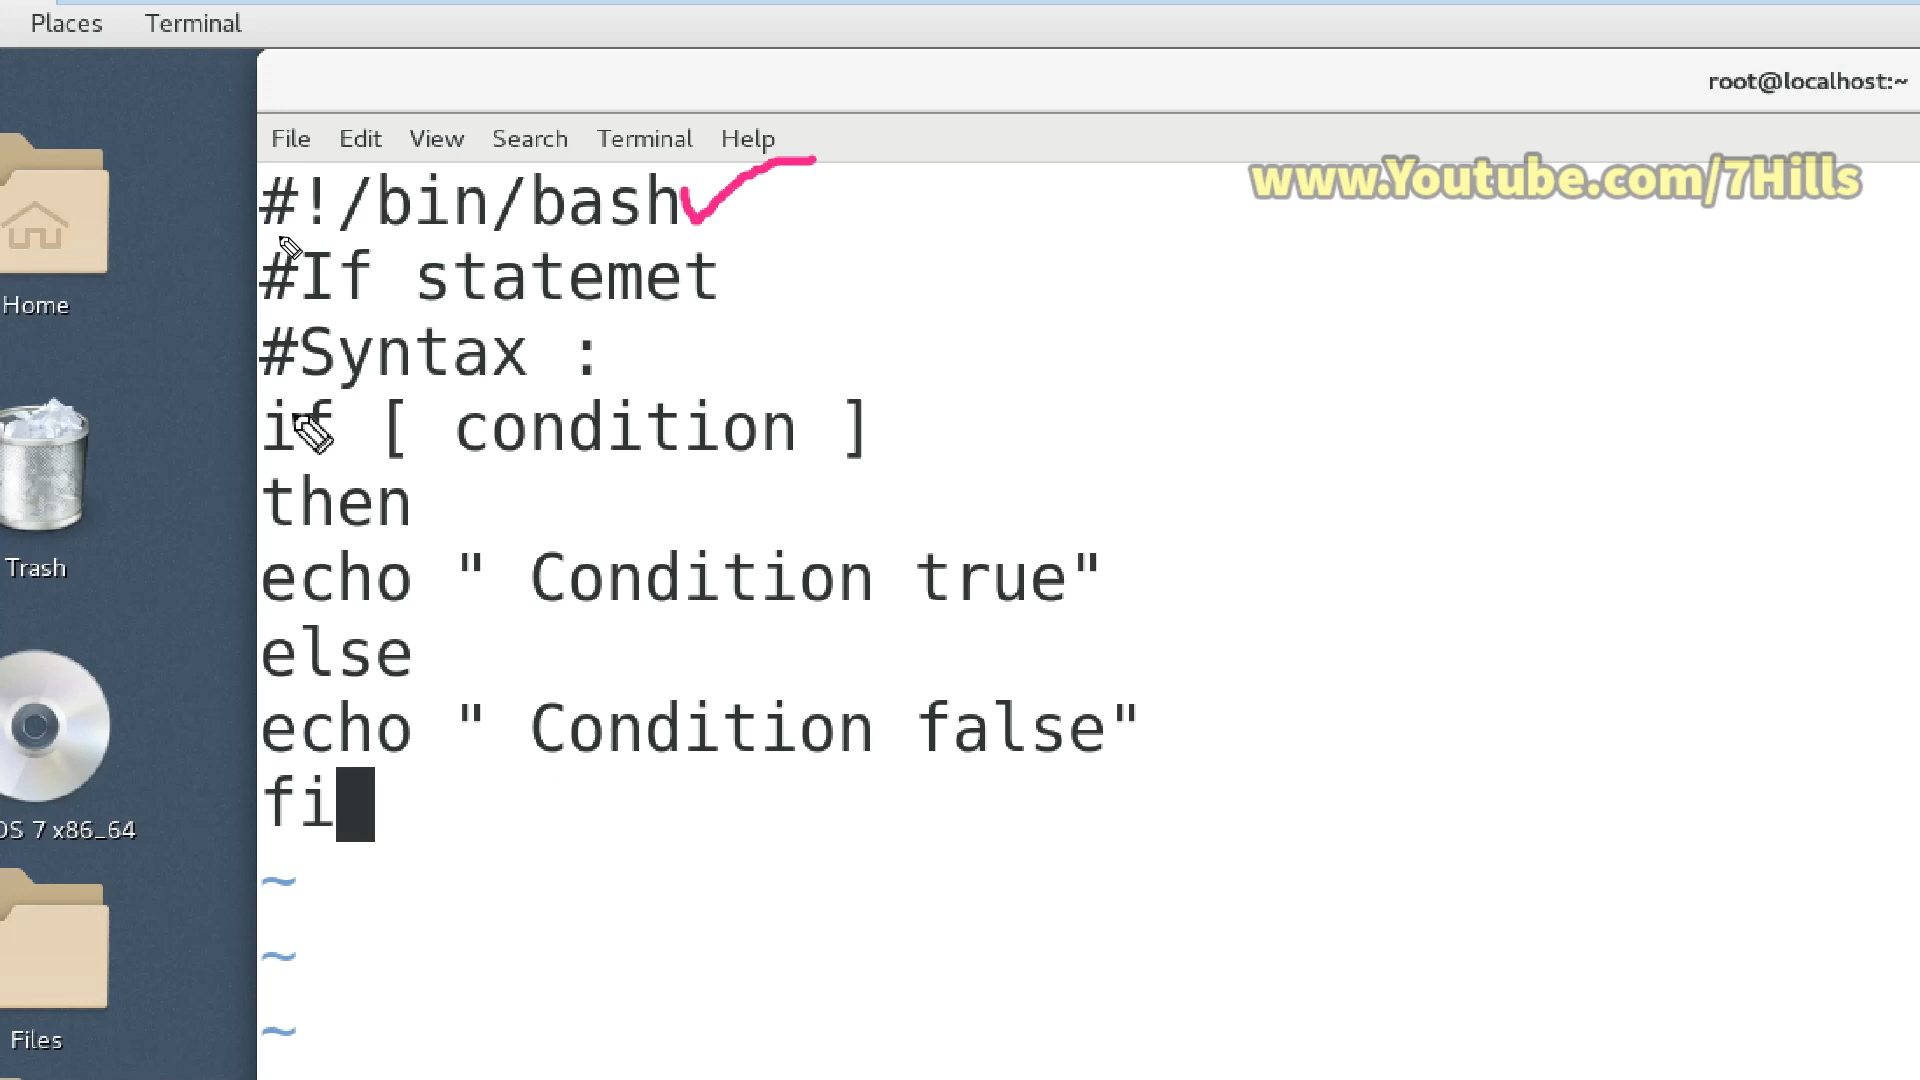 Places Terminal
root@localhost:~
File Edit View Search Terminal Help
www.Youtube.com/7Hills
#!/bin/bash
#If statemet
#Syntax :
if [ condition ]
then
echo " Condition true"
else
echo " Condition false"
fi
~
~
~
Home
Trash
OS 7 x86_64
Files